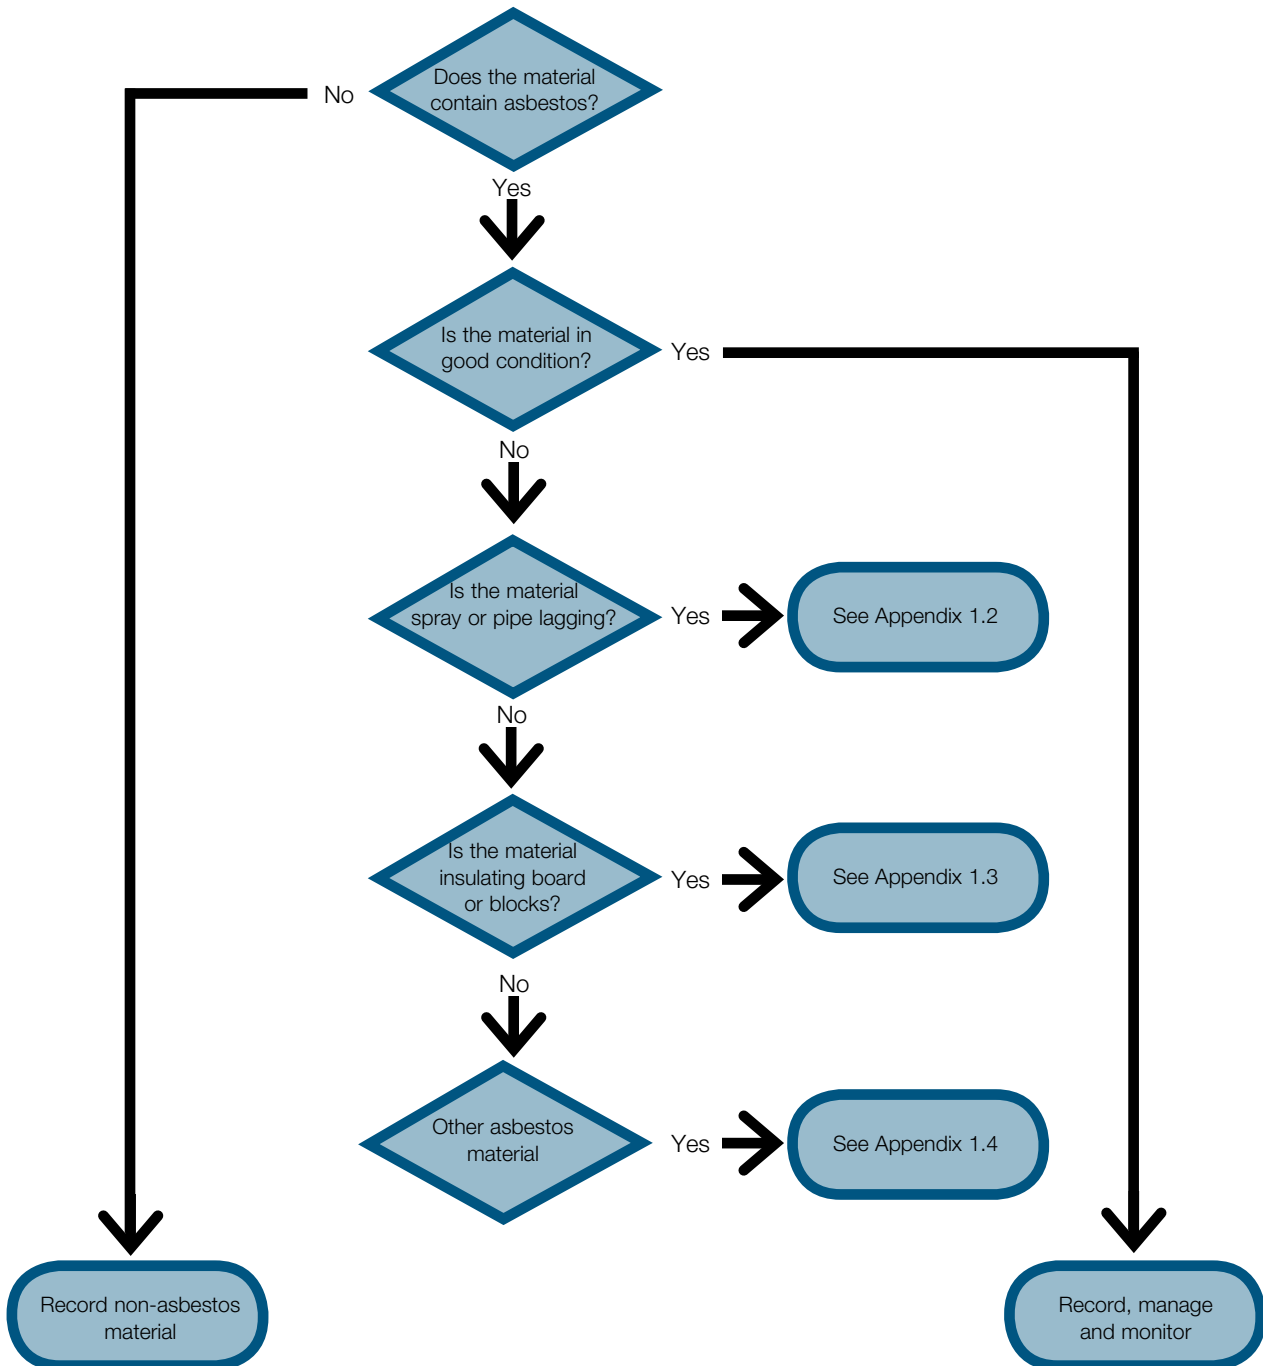 Does the material
contain asbestos?
No
Yes
Is the material in
good condition?
Yes
No
Is the material
spray or pipe lagging?
Yes
See Appendix 1.2
No
Is the material
insulating board
or blocks?
Yes
See Appendix 1.3
No
Other asbestos
material
Yes
See Appendix 1.4
Record non-asbestos
material
Record, manage
and monitor